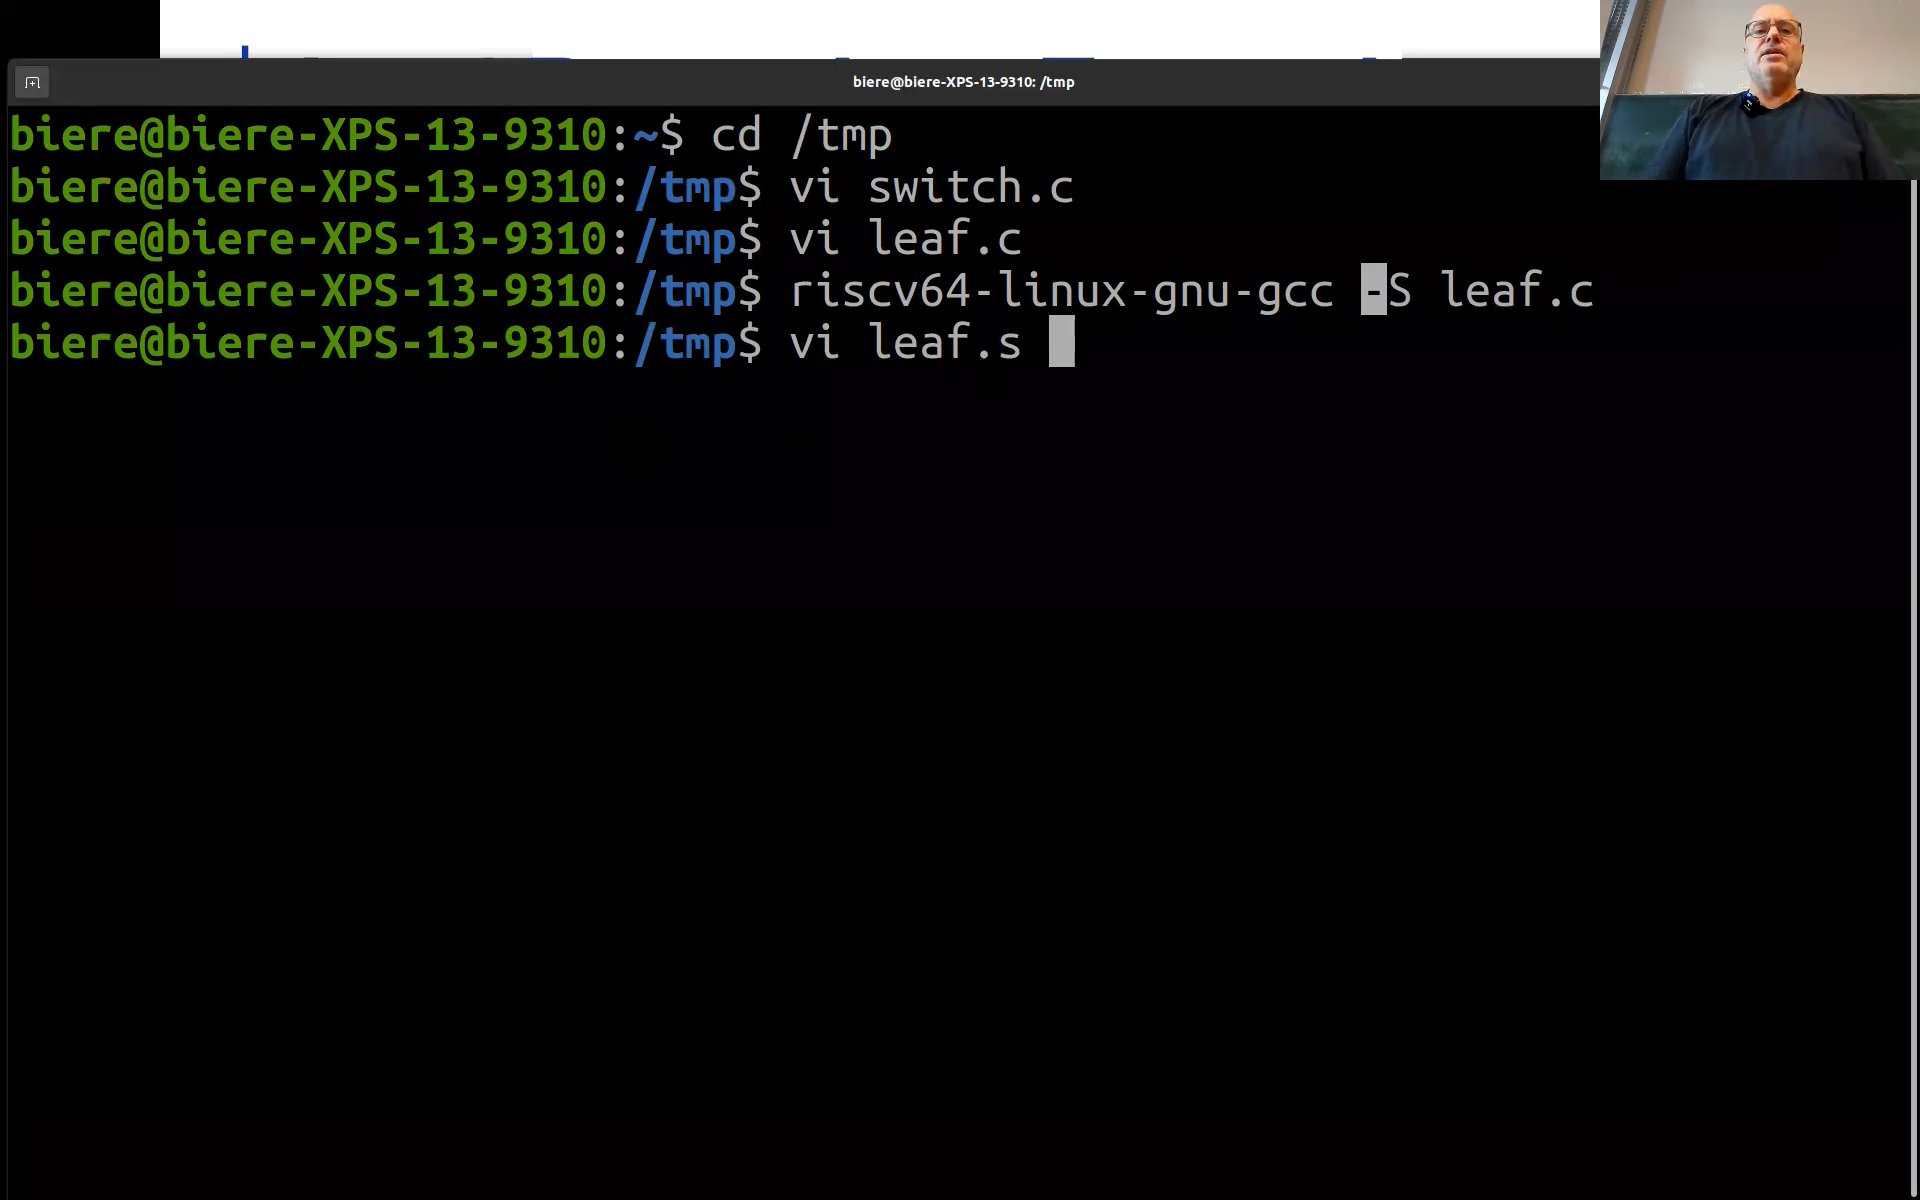 biere@biere-XPS-13-9310: /tmp
biere@biere-XPS-13-9310:~$ cd /tmp
biere@biere-XPS-13-9310:/tmp$ vi switch.c
biere@biere-XPS-13-9310:/tmp$ vi leaf.c
biere@biere-XPS-13-9310:/tmp$ riscv64-linux-gnu-gcc -S leaf.c
biere@biere-XPS-13-9310:/tmp$ vi leaf.s